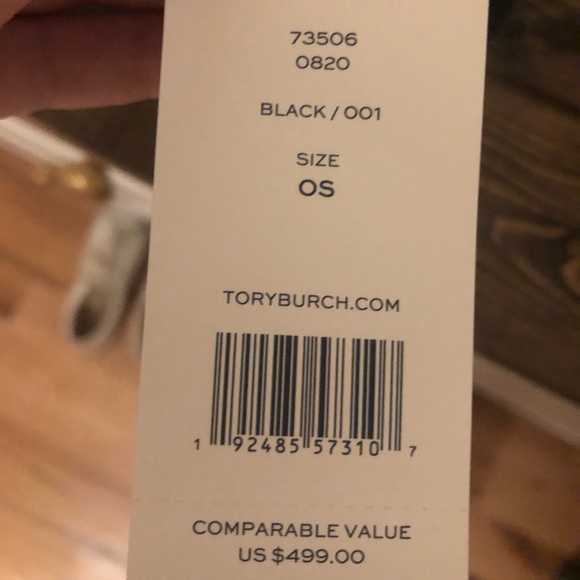 73506
0820
BLACK / 001
SIZE
OS
TORYBURCH.COM
1 92485 57310 7
COMPARABLE VALUE
US $499.00